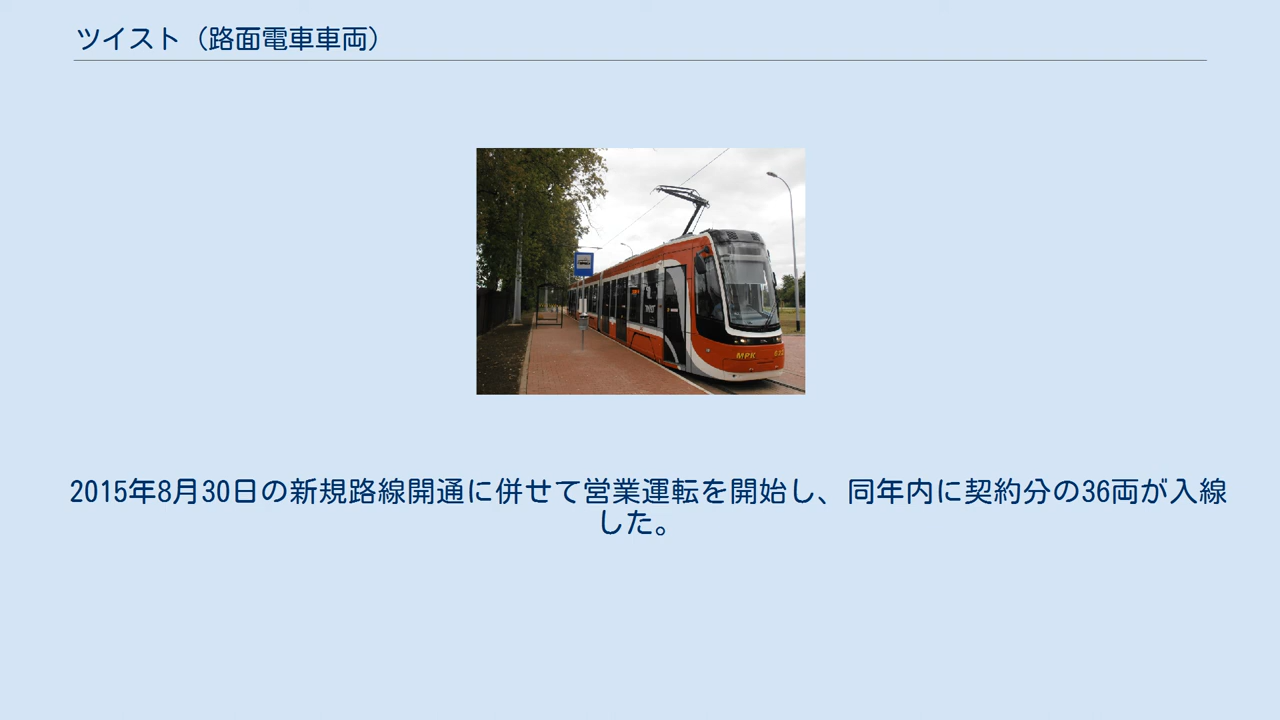 ツイスト（路面電車車両）
MPK
2015年8月30日の新規路線開通に併せて営業運転を開始し、同年内に契約分の36両が入線
した。